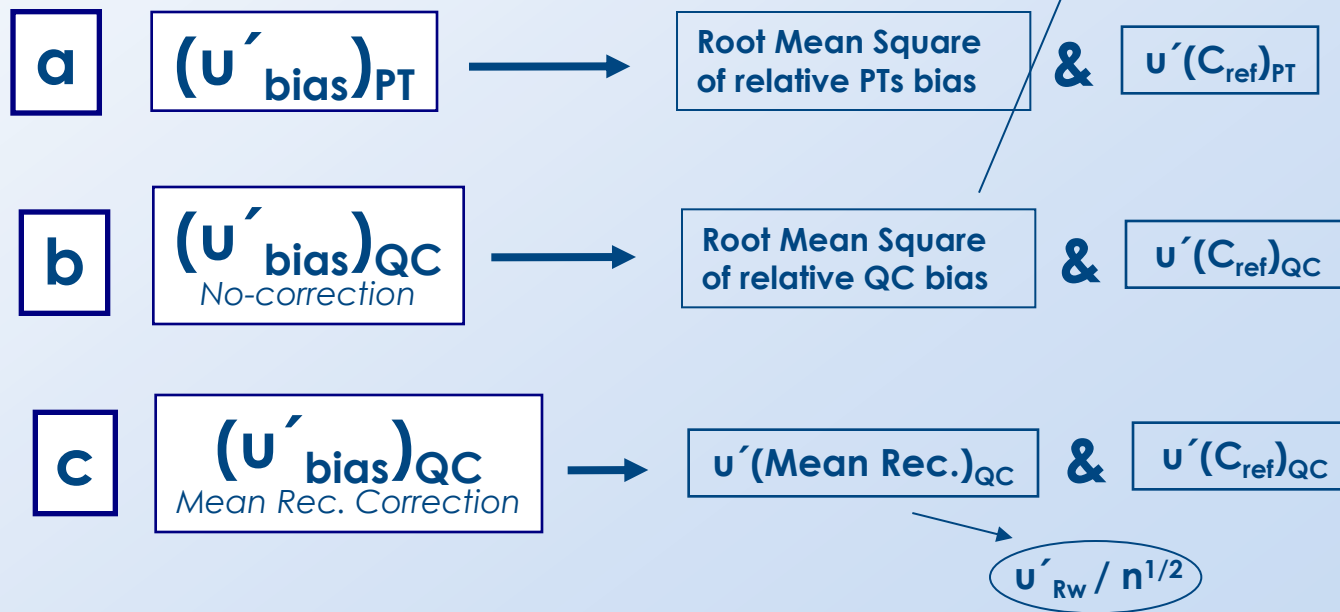 a
(u´bias)PT
Root Mean Square
of relative PTs bias
&
u´(Cref)PT
b
(u´bias)QC
No-correction
Root Mean Square
of relative QC bias
&
u´(Cref)QC
c
(u´bias)QC
Mean Rec. Correction
u´(Mean Rec.)QC
&
u´(Cref)QC
u´Rw / n1/2